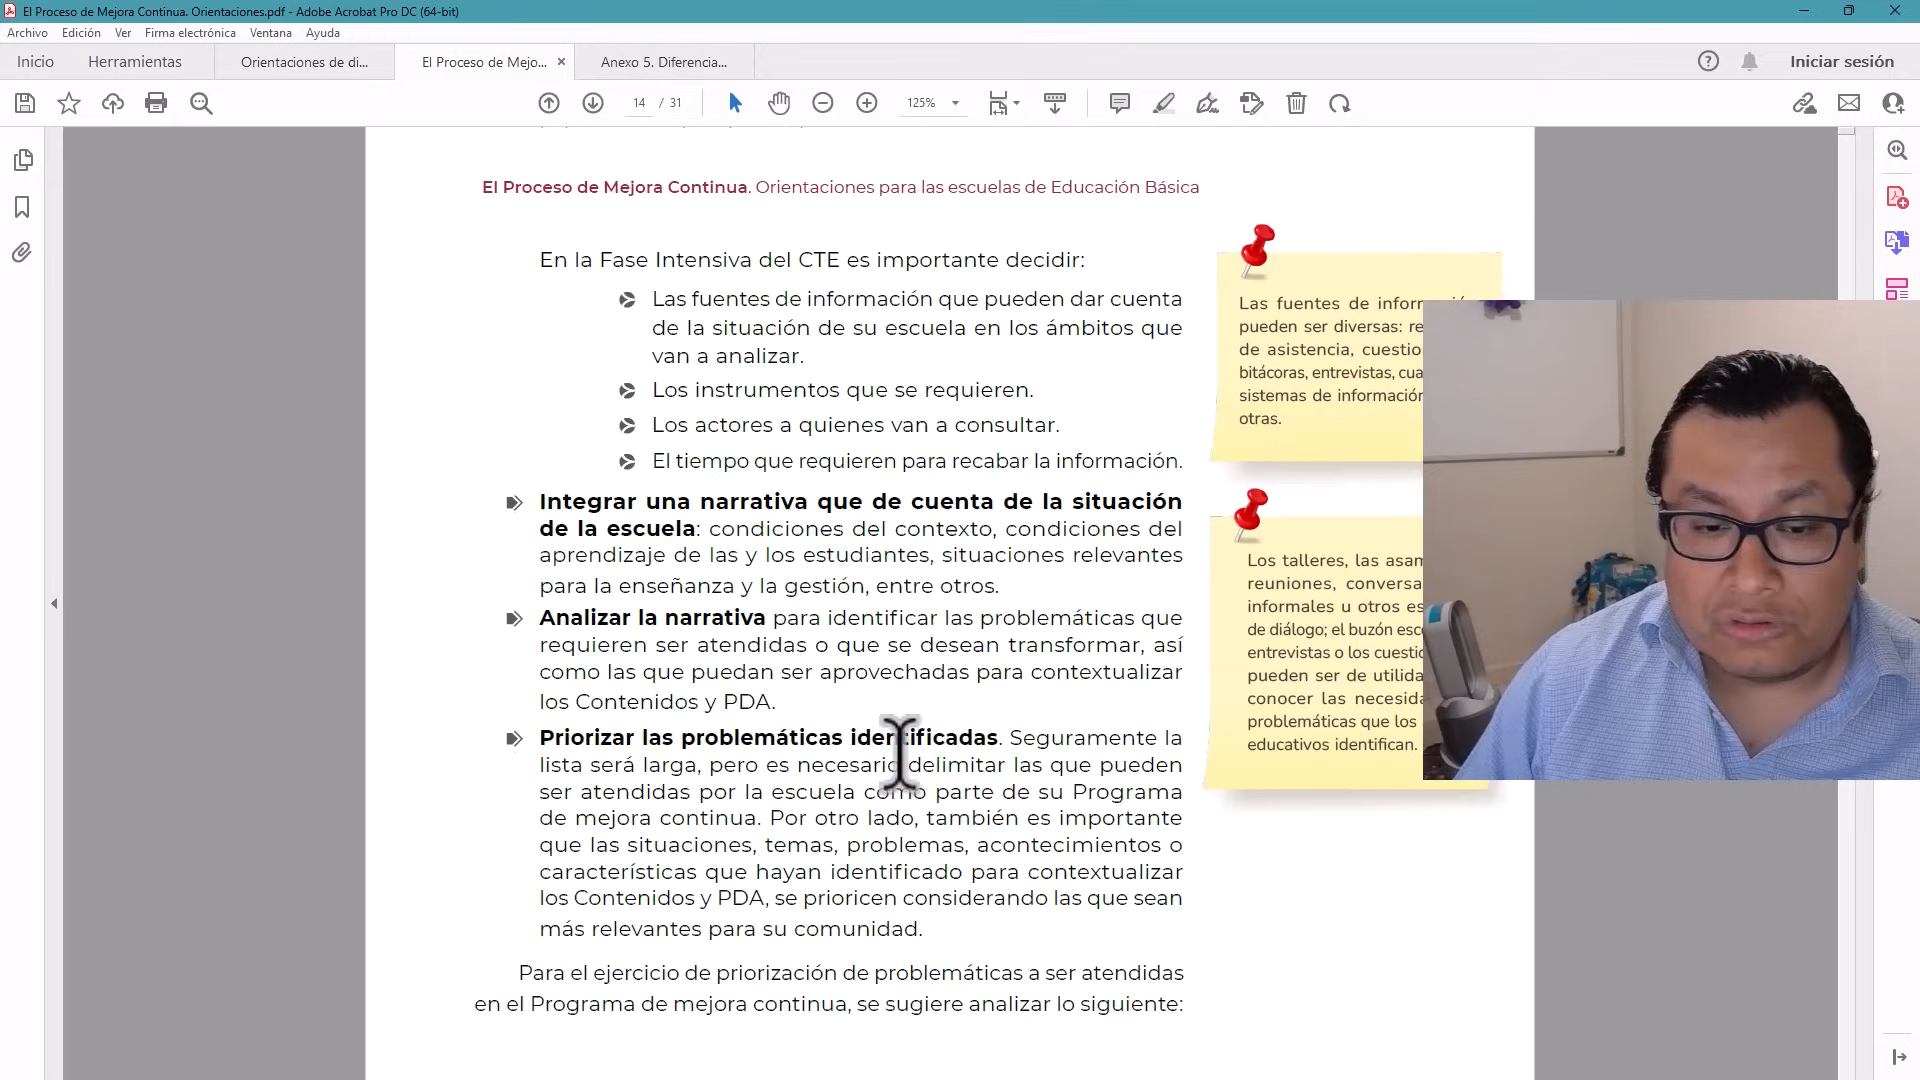 El Proceso de Mejora Continua. Orientaciones.pdf - Adobe Acrobat Pro DC (64-bit)
Archivo Edición Ver Firma electrónica Ventana Ayuda
Inicio Herramientas Orientaciones de di... El Proceso de Mejo... × Anexo 5. Diferencia... Iniciar sesión
14 / 31 125%
El Proceso de Mejora Continua. Orientaciones para las escuelas de Educación Básica
En la Fase Intensiva del CTE es importante decidir:
Las fuentes de información que pueden dar cuenta
de la situación de su escuela en los ámbitos que
van a analizar.
Los instrumentos que se requieren.
Los actores a quienes van a consultar.
El tiempo que requieren para recabar la información.
Integrar una narrativa que de cuenta de la situación
de la escuela: condiciones del contexto, condiciones del
aprendizaje de las y los estudiantes, situaciones relevantes
para la enseñanza y la gestión, entre otros.
Analizar la narrativa para identificar las problemáticas que
requieren ser atendidas o que se desean transformar, así
como las que puedan ser aprovechadas para contextualizar
los Contenidos y PDA.
Priorizar las problemáticas identificadas. Seguramente la
lista será larga, pero es necesario delimitar las que pueden
ser atendidas por la escuela como parte de su Programa
de mejora continua. Por otro lado, también es importante
que las situaciones, temas, problemas, acontecimientos o
características que hayan identificado para contextualizar
los Contenidos y PDA, se prioricen considerando las que sean
más relevantes para su comunidad.
Para el ejercicio de priorización de problemáticas a ser atendidas
en el Programa de mejora continua, se sugiere analizar lo siguiente:
Las fuentes de
pueden ser diversas:
de asistencia,
bitácoras, entrevistas,
sistemas de información
otras.
Los talleres, las
reuniones,
informales u otros
de diálogo; el buzón
entrevistas o los
pueden ser de
conocer las
problemáticas que los
educativos identifican.